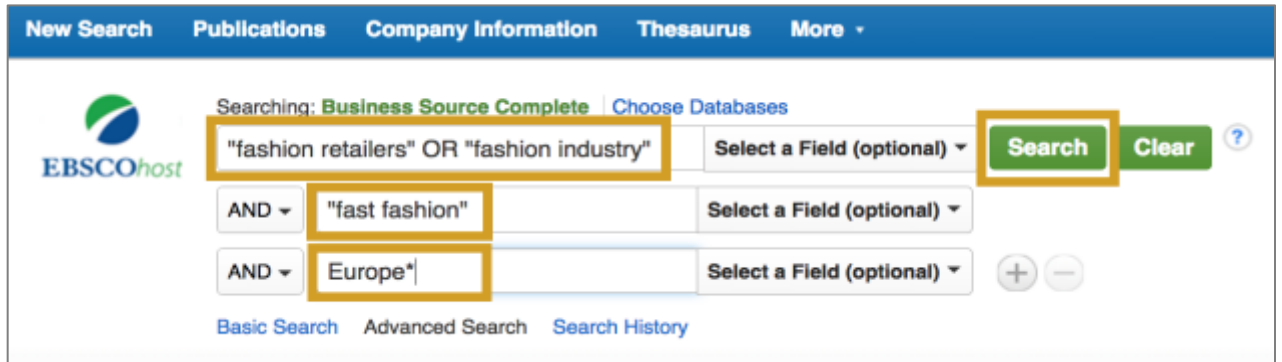 New Search Publications Company Information Thesaurus More
Searching: Business Source Complete Choose Databases
EBSCOhost
"fashion retailers" OR "fashion industry" Select a Field (optional) Search Clear ?
AND "fast fashion" Select a Field (optional)
AND Europe* Select a Field (optional) + −
Basic Search Advanced Search Search History